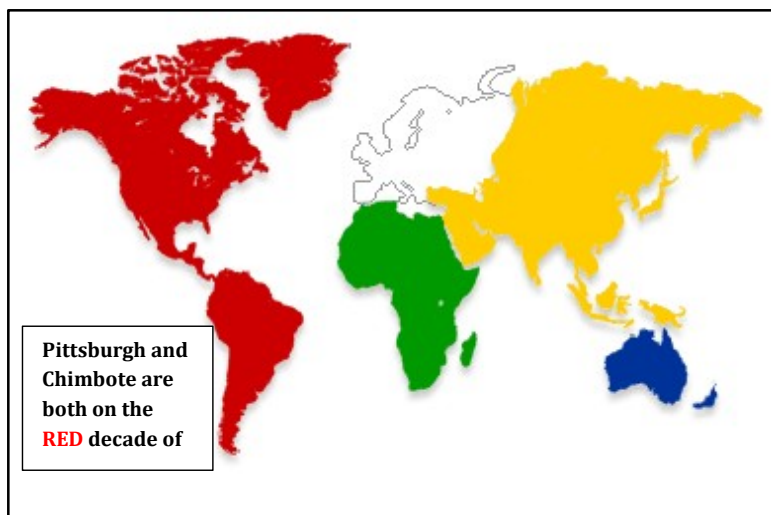 Pittsburgh and
Chimbote are
both on the
RED decade of